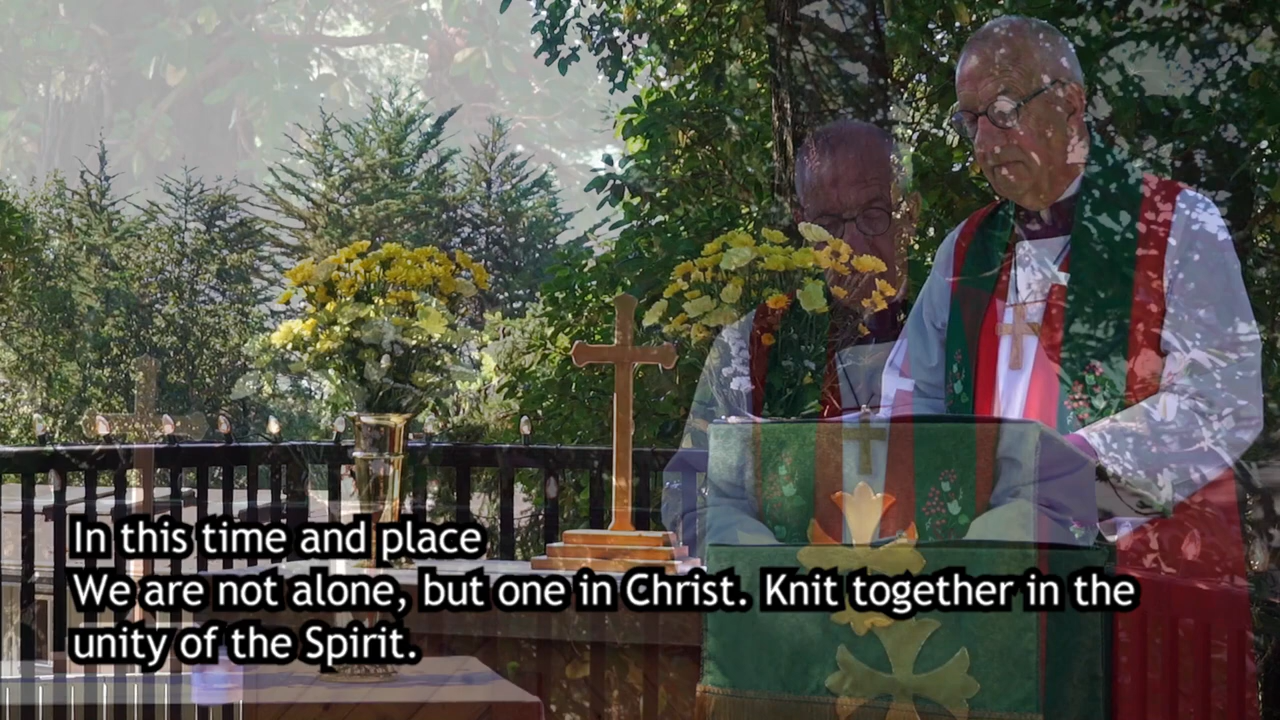 In this time and place
We are not alone, but one in Christ. Knit together in the
unity of the Spirit.